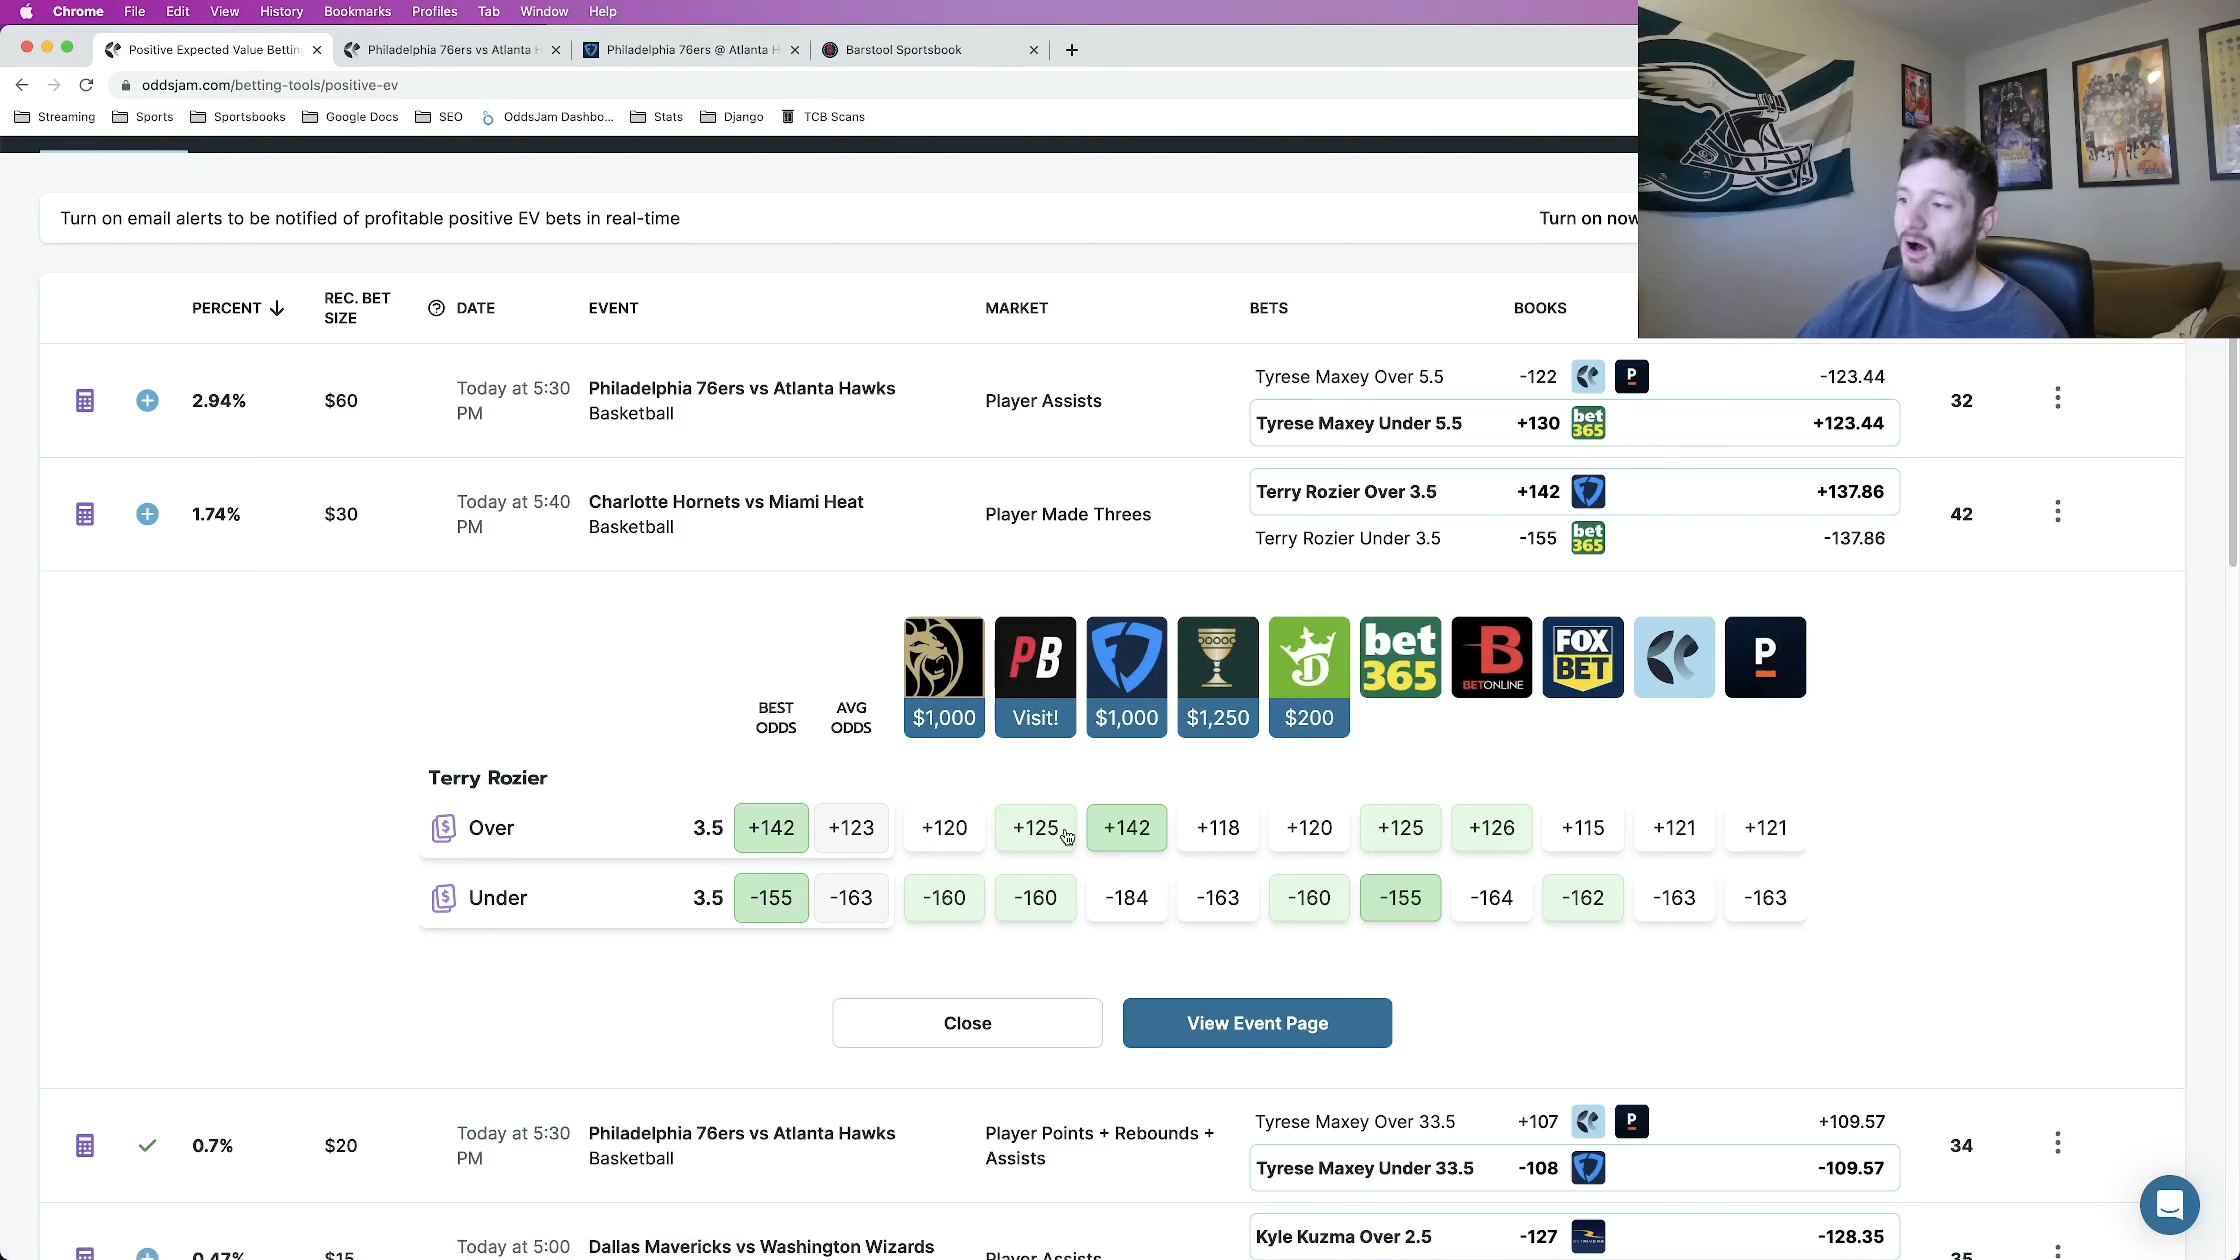 Chrome File Edit View History Bookmarks Profiles Tab Window Help
Positive Expected Value Betting
Philadelphia 76ers vs Atlanta H
Philadelphia 76ers @ Atlanta H
Barstool Sportsbook
oddsjam.com/betting-tools/positive-ev
Streaming Sports Sportsbooks Google Docs SEO OddsJam Dashbo... Stats Django TCB Scans
Turn on email alerts to be notified of profitable positive EV bets in real-time
Turn on now
PERCENT REC. BET SIZE DATE EVENT MARKET BETS BOOKS
2.94% $60 Today at 5:30 PM Philadelphia 76ers vs Atlanta Hawks Basketball Player Assists
Tyrese Maxey Over 5.5 -122 P -123.44
Tyrese Maxey Under 5.5 +130 bet365 +123.44
32
1.74% $30 Today at 5:40 PM Charlotte Hornets vs Miami Heat Basketball Player Made Threes
Terry Rozier Over 3.5 +142 +137.86
Terry Rozier Under 3.5 -155 bet365 -137.86
42
PB bet365 B BETONLINE FOX BET P
BEST ODDS AVG ODDS $1,000 Visit! $1,000 $1,250 $200
Terry Rozier
Over 3.5 +142 +123 +120 +125 +142 +118 +120 +125 +126 +115 +121 +121
Under 3.5 -155 -163 -160 -160 -184 -163 -160 -155 -164 -162 -163 -163
Close View Event Page
0.7% $20 Today at 5:30 PM Philadelphia 76ers vs Atlanta Hawks Basketball Player Points + Rebounds + Assists
Tyrese Maxey Over 33.5 +107 P +109.57
Tyrese Maxey Under 33.5 -108 -109.57
34
0.47% $15 Today at 5:00 Dallas Mavericks vs Washington Wizards Player Assists
Kyle Kuzma Over 2.5 -127 BETRIVERS -128.35
35